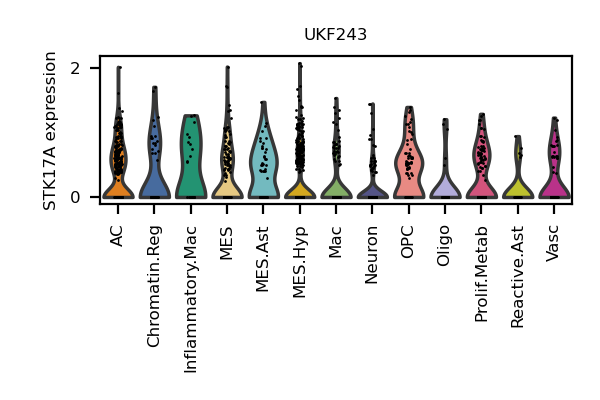 UKF243
STK17A expression
2
0
AC
Chromatin.Reg
Inflammatory.Mac
MES
MES.Ast
MES.Hyp
Mac
Neuron
OPC
Oligo
Prolif.Metab
Reactive.Ast
Vasc